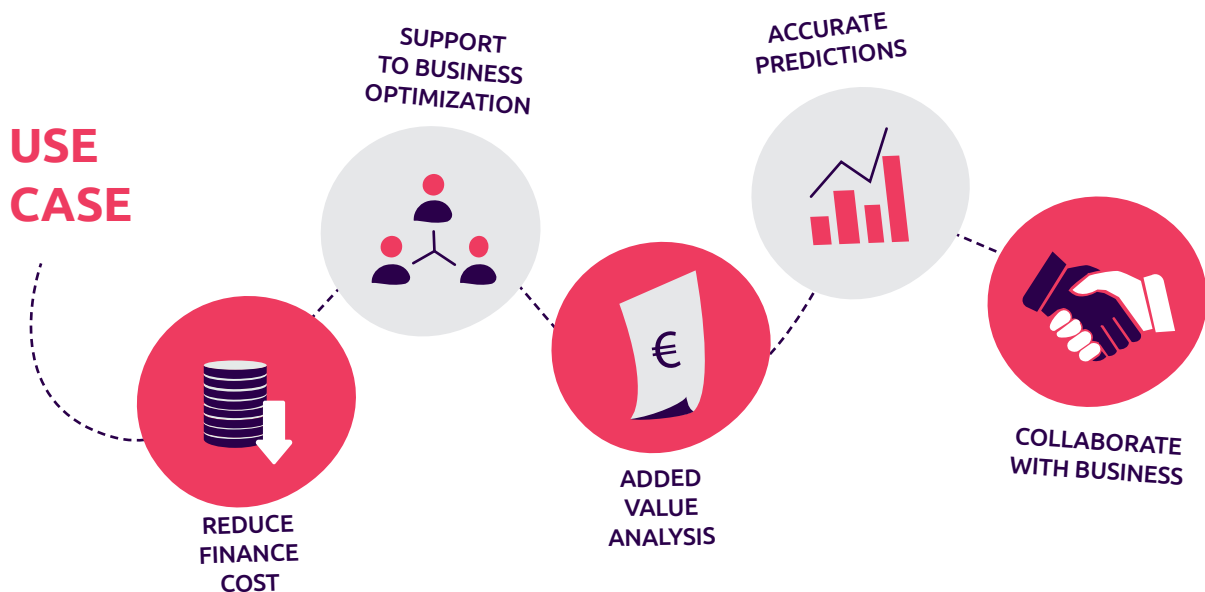 USE
CASE
REDUCE
FINANCE
COST
SUPPORT
TO BUSINESS
OPTIMIZATION
€
ADDED
VALUE
ANALYSIS
ACCURATE
PREDICTIONS
COLLABORATE
WITH BUSINESS